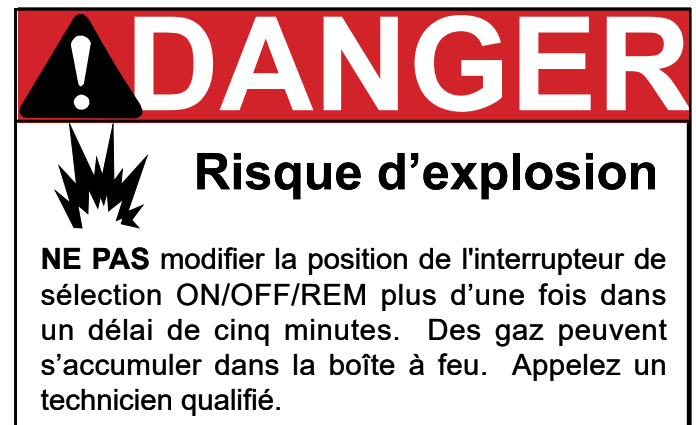 DANGER
Risque d’explosion
NE PAS modifier la position de l'interrupteur de
sélection ON/OFF/REM plus d’une fois dans
un délai de cinq minutes. Des gaz peuvent
s’accumuler dans la boîte à feu. Appelez un
technicien qualifié.